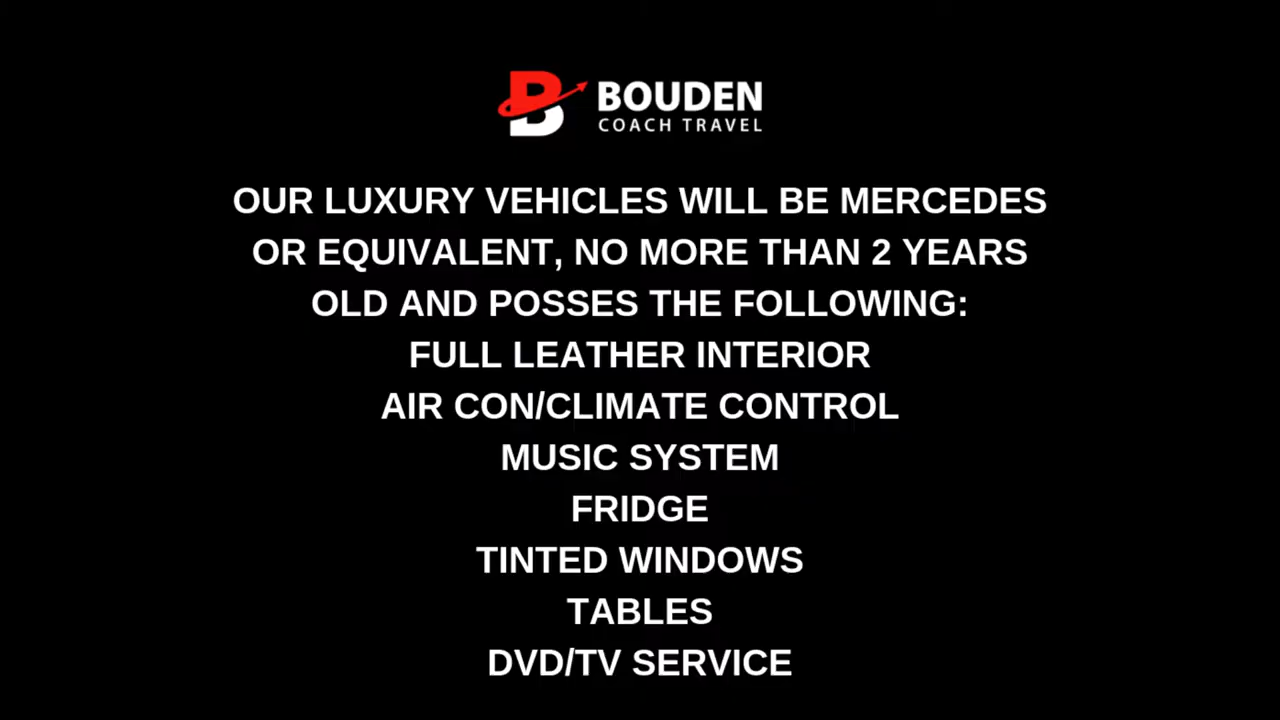 BOUDEN
COACH TRAVEL
OUR LUXURY VEHICLES WILL BE MERCEDES
OR EQUIVALENT, NO MORE THAN 2 YEARS
OLD AND POSSES THE FOLLOWING:
FULL LEATHER INTERIOR
AIR CON/CLIMATE CONTROL
MUSIC SYSTEM
FRIDGE
TINTED WINDOWS
TABLES
DVD/TV SERVICE